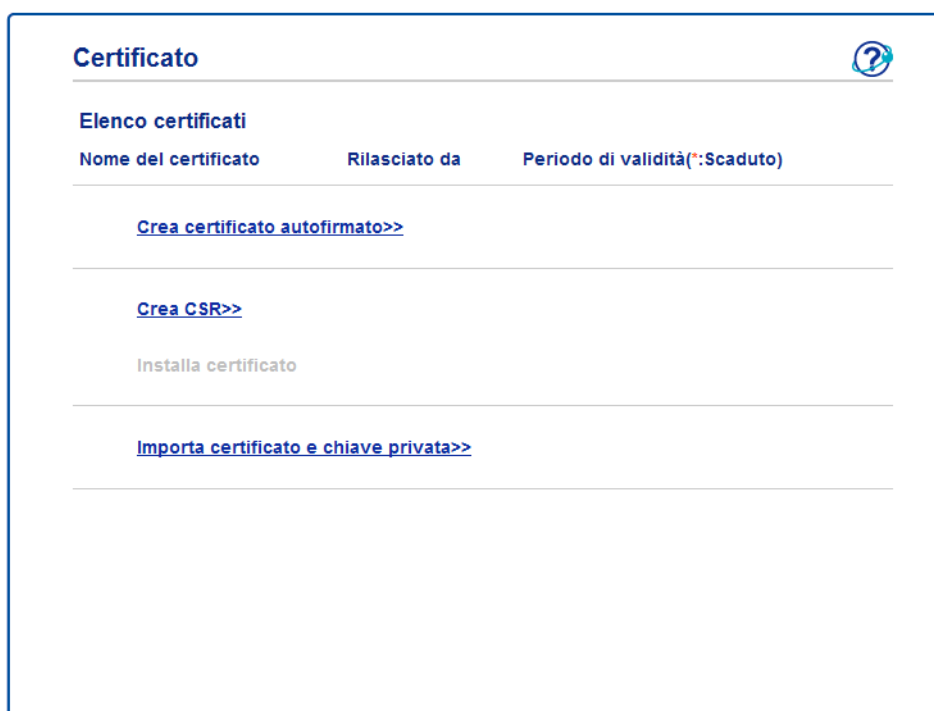 Certificato
Elenco certificati
Nome del certificato Rilasciato da Periodo di validità(*:Scaduto)
Crea certificato autofirmato>>
Crea CSR>>
Installa certificato
Importa certificato e chiave privata>>